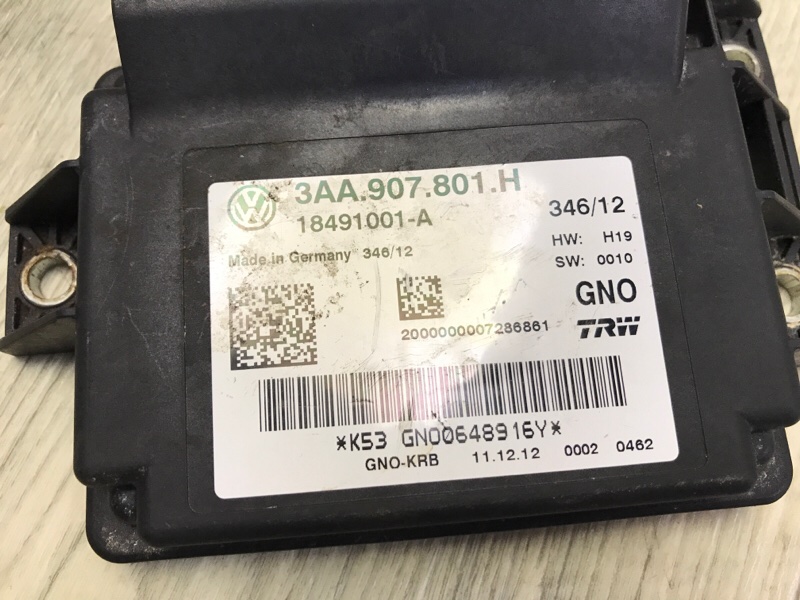 3AA.907.801.H
18491001-A
346/12
Made in Germany 346/12
HW: H19
SW: 0010
GNO
2000000007286861
TRW
*K53 GNO0648916Y*
GNO-KRB 11.12.12 0002 0462